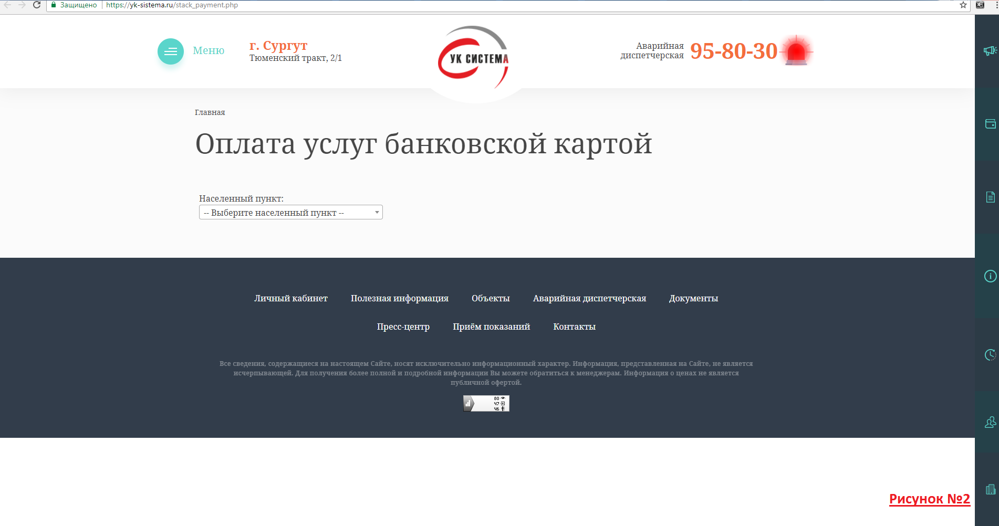 Защищено https://yk-sistema.ru/stack_payment.php
Меню
г. Сургут
Тюменский тракт, 2/1
УК СИСТЕМА
Аварийная
диспетчерская
95-80-30
Главная
Оплата услуг банковской картой
Населенный пункт:
-- Выберите населенный пункт --
Личный кабинет Полезная информация Объекты Аварийная диспетчерская Документы
Пресс-центр Приём показаний Контакты
Все сведения, содержащиеся на настоящем Сайте, носят исключительно информационный характер. Информация, представленная на Сайте, не является
исчерпывающей. Для получения более полной и подробной информации Вы можете обратиться к менеджерам. Информация о ценах не является
публичной офертой.
80
47
46
Рисунок №2